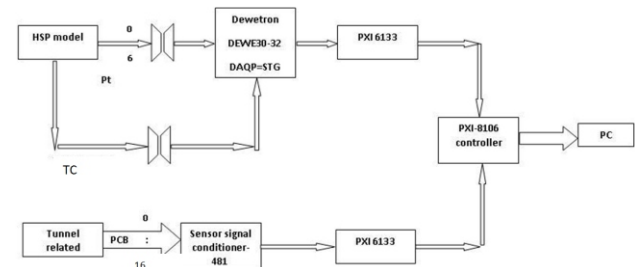 HSP model
0
6
Pt
Dewetron
DEWE30-32
DAQP=STG
PXI 6133
PXI-8106
controller
PC
TC
Tunnel
related
0
PCB :
16
Sensor signal
conditioner-
481
PXI 6133